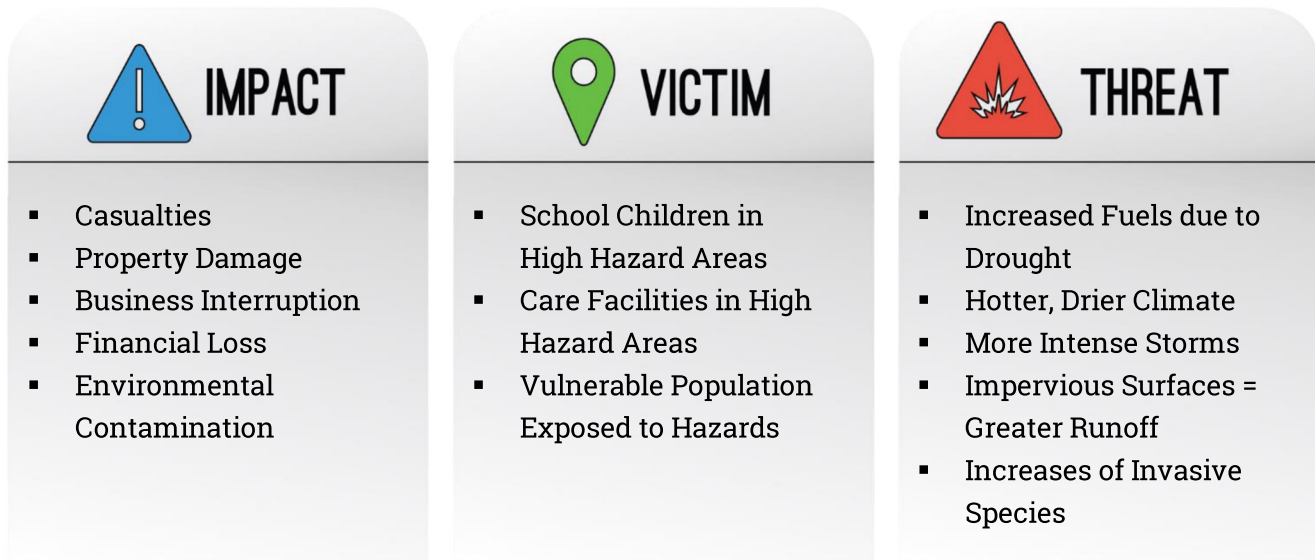 IMPACT
▪ Casualties
▪ Property Damage
▪ Business Interruption
▪ Financial Loss
▪ Environmental
Contamination
VICTIM
▪ School Children in
High Hazard Areas
▪ Care Facilities in High
Hazard Areas
▪ Vulnerable Population
Exposed to Hazards
THREAT
▪ Increased Fuels due to
Drought
▪ Hotter, Drier Climate
▪ More Intense Storms
▪ Impervious Surfaces =
Greater Runoff
▪ Increases of Invasive
Species